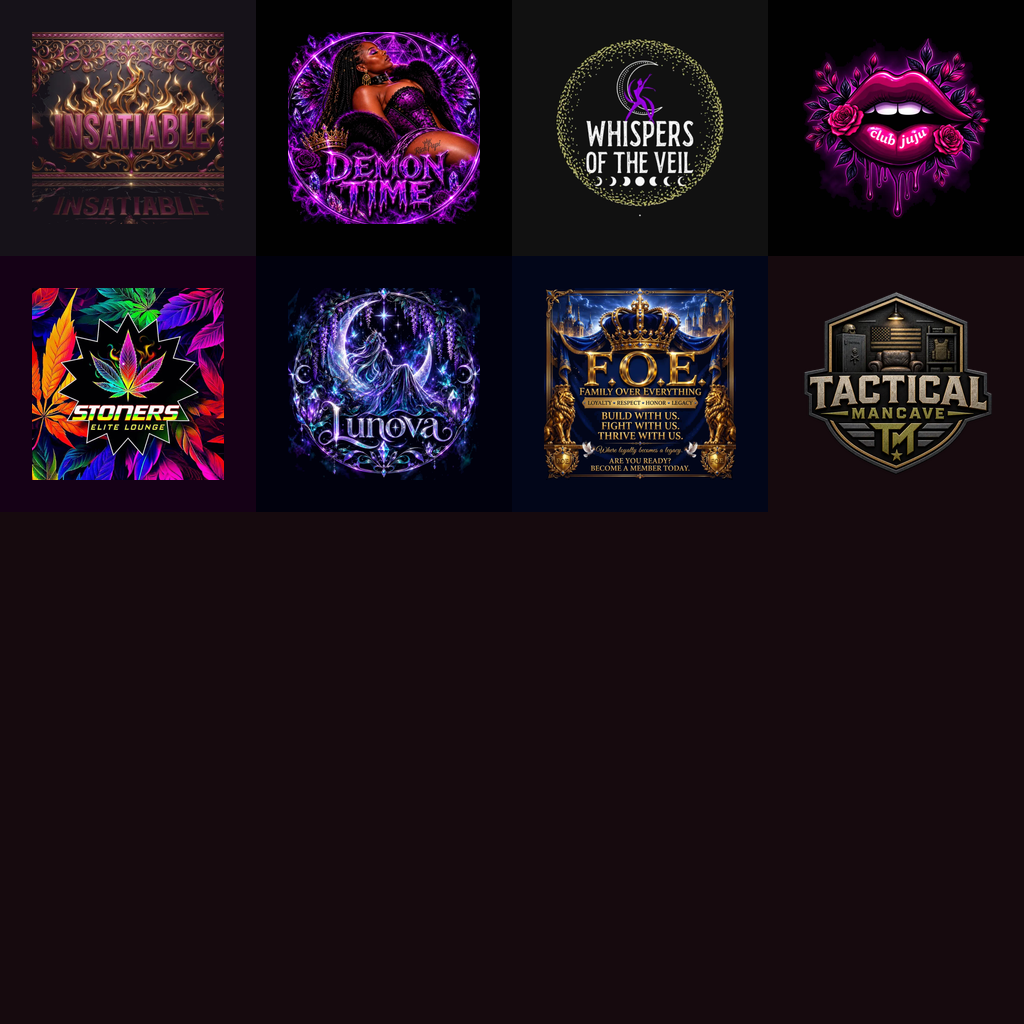 INSATIABLE
INSATIABLE
DEMON
TIME
WHISPERS
OF THE VEIL
club juju
STONERS
ELITE LOUNGE
Lunova
F.O.E.
FAMILY OVER EVERYTHING
LOYALTY • RESPECT • HONOR • LEGACY
BUILD WITH US.
FIGHT WITH US.
THRIVE WITH US.
Where loyalty becomes a legacy.
ARE YOU READY?
BECOME A MEMBER TODAY.
TACTICAL
MANCAVE
TM